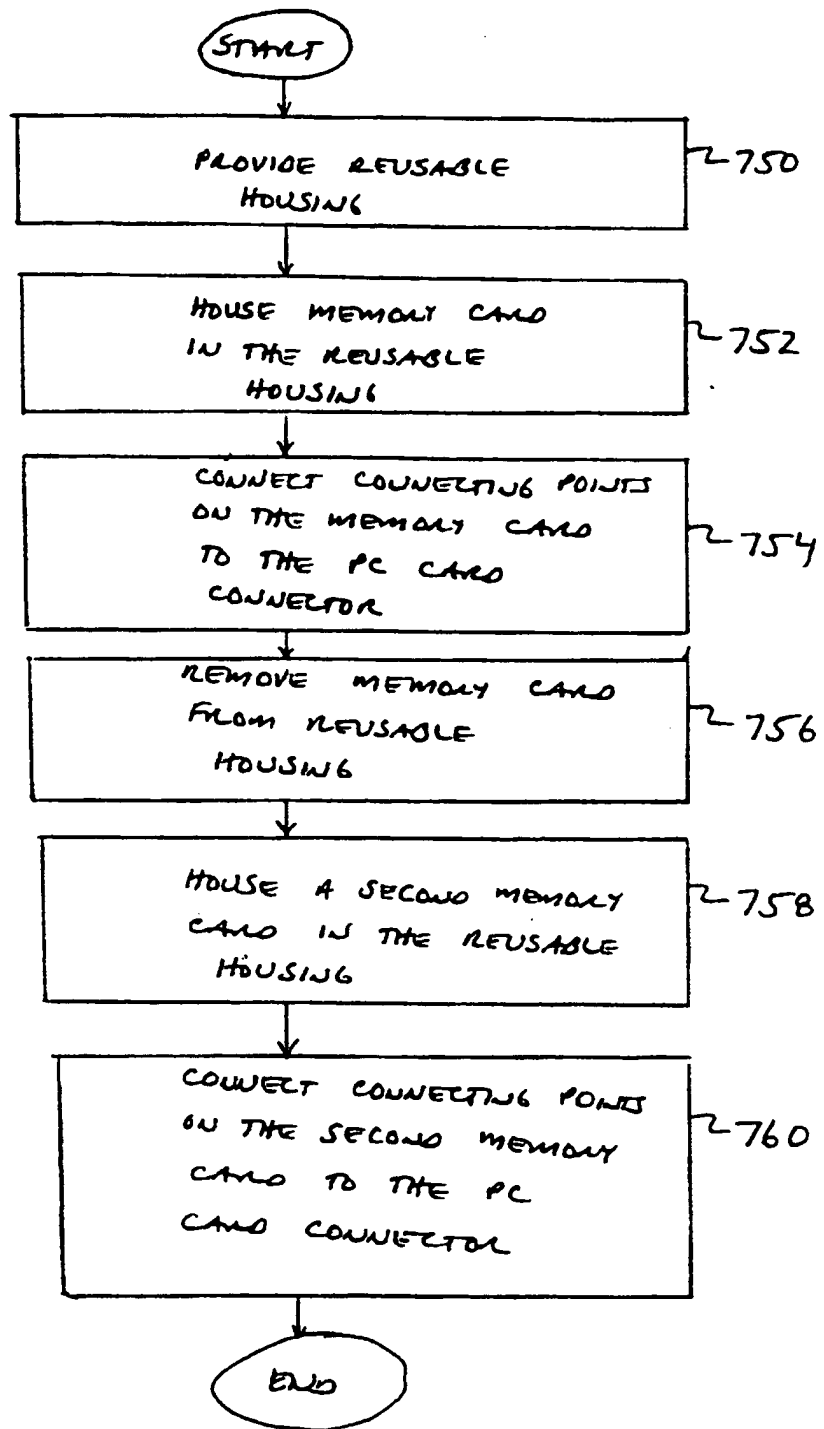 START
PROVIDE REUSABLE
HOUSING
750
HOUSE MEMORY CARD
IN THE REUSABLE
HOUSING
752
CONNECT CONNECTING POINTS
ON THE MEMORY CARD
TO THE PC CARD
CONNECTOR
754
REMOVE MEMORY CARD
FROM REUSABLE
HOUSING
756
HOUSE A SECOND MEMORY
CARD IN THE REUSABLE
HOUSING
758
CONNECT CONNECTING POINTS
ON THE SECOND MEMORY
CARD TO THE PC
CARD CONNECTOR
760
END